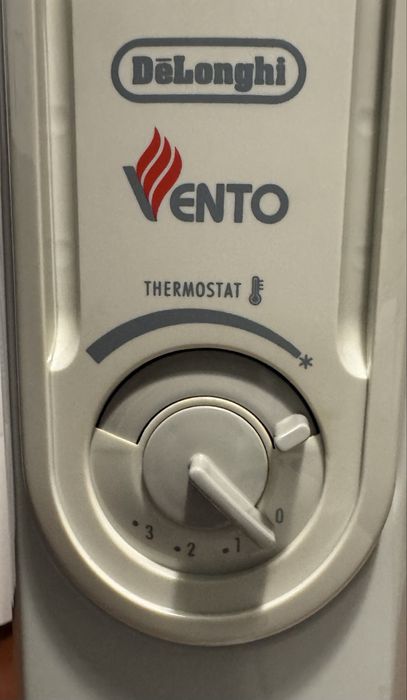 DēLonghi
VENTO
THERMOSTAT
*
0
3
2
1